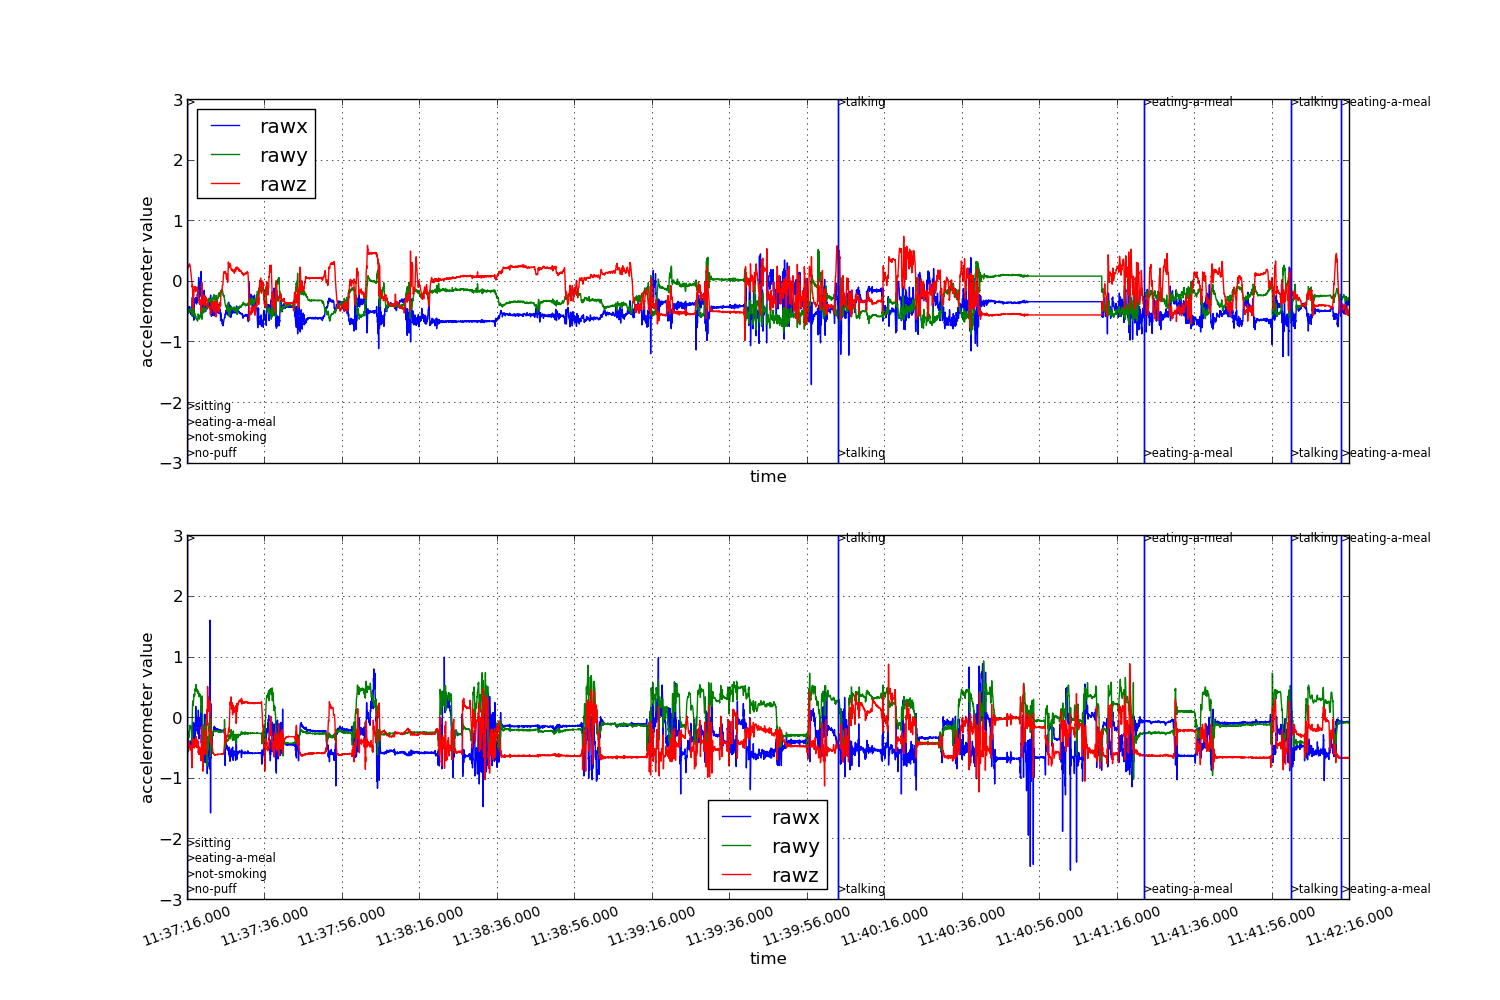 3
>
>talking
>eating-a-meal
>talking
>eating-a-meal
rawx
rawy
rawz
2
1
0
−1
−2
−3
accelerometer value
>sitting
>eating-a-meal
>not-smoking
>no-puff
>talking
>eating-a-meal
>talking
>eating-a-meal
time
3
>
>talking
>eating-a-meal
>talking
>eating-a-meal
2
1
0
−1
−2
−3
accelerometer value
rawx
rawy
rawz
>sitting
>eating-a-meal
>not-smoking
>no-puff
>talking
>eating-a-meal
>talking
>eating-a-meal
11:37:16.000
11:37:36.000
11:37:56.000
11:38:16.000
11:38:36.000
11:38:56.000
11:39:16.000
11:39:36.000
11:39:56.000
11:40:16.000
11:40:36.000
11:40:56.000
11:41:16.000
11:41:36.000
11:41:56.000
11:42:16.000
time